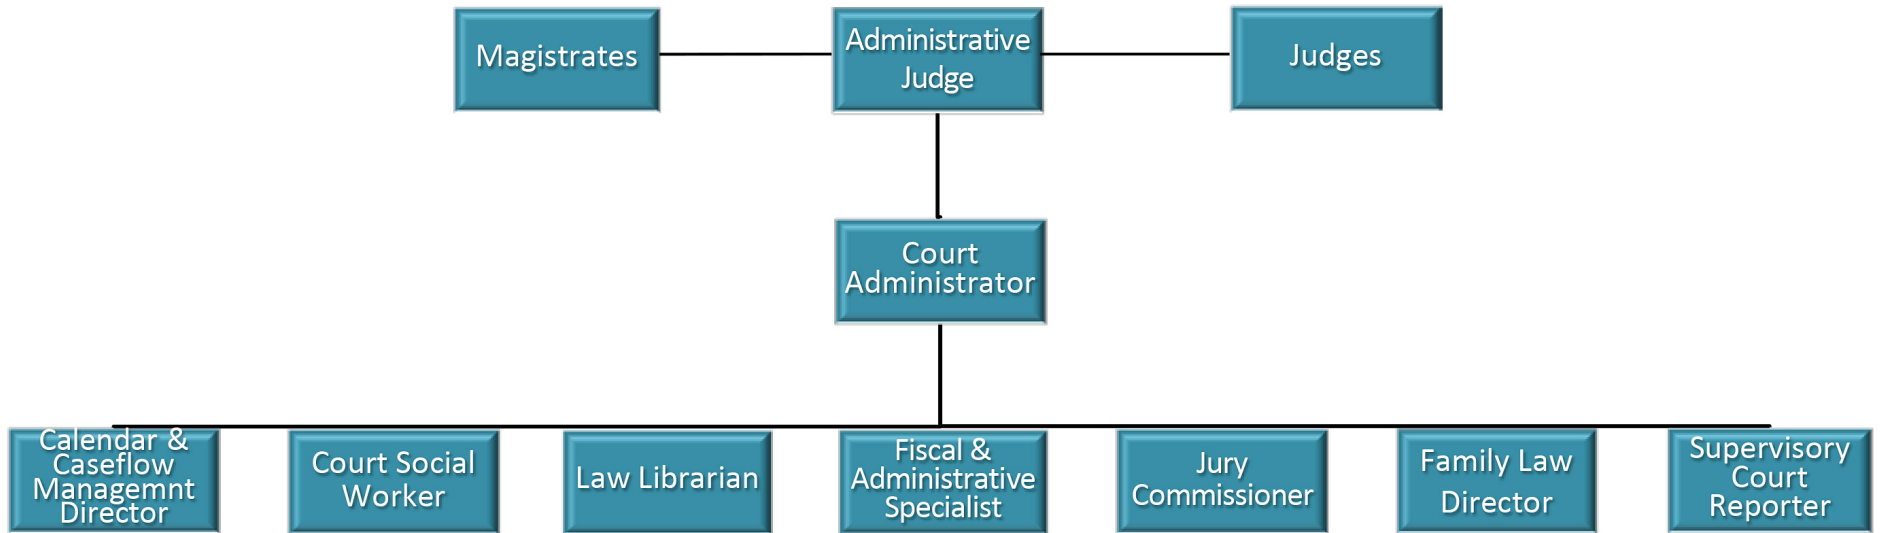 Magistrates
Administrative
Judge
Judges
Court
Administrator
Calendar &
Caseflow
Managemnt
Director
Court Social
Worker
Law Librarian
Fiscal &
Administrative
Specialist
Jury
Commissioner
Family Law
Director
Supervisory
Court
Reporter